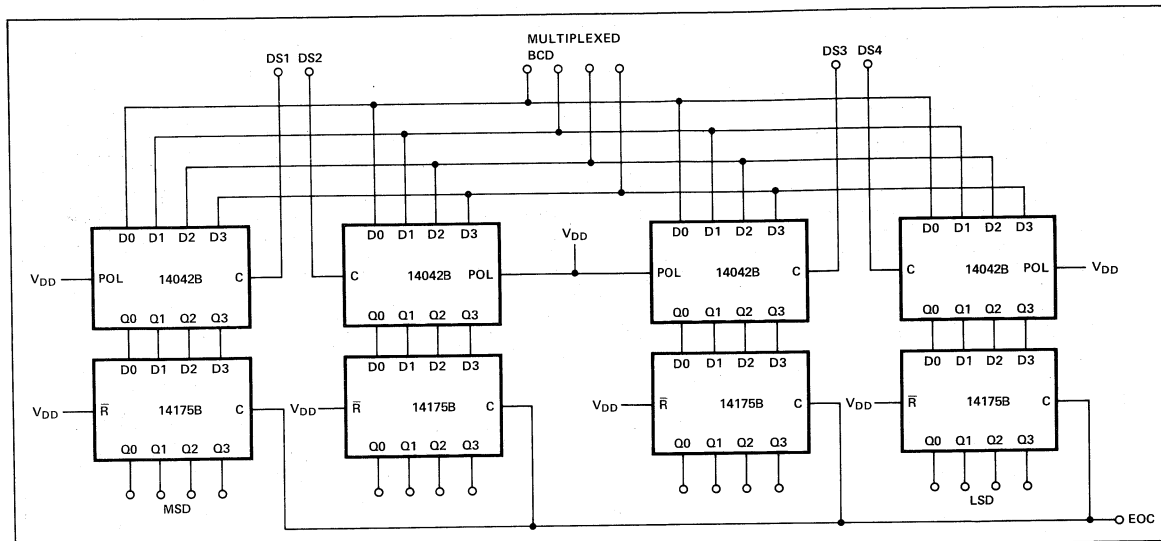 MULTIPLEXED
BCD
DS1 DS2 DS3 DS4
D0 D1 D2 D3 D0 D1 D2 D3 D0 D1 D2 D3 D0 D1 D2 D3
VDD
VDD POL 14042B C C 14042B POL POL 14042B C C 14042B POL VDD
Q0 Q1 Q2 Q3 Q0 Q1 Q2 Q3 Q0 Q1 Q2 Q3 Q0 Q1 Q2 Q3
D0 D1 D2 D3 D0 D1 D2 D3 D0 D1 D2 D3 D0 D1 D2 D3
VDD R̅ 14175B C VDD R̅ 14175B C VDD R̅ 14175B C VDD R̅ 14175B C
Q0 Q1 Q2 Q3 Q0 Q1 Q2 Q3 Q0 Q1 Q2 Q3 Q0 Q1 Q2 Q3
MSD LSD
EOC